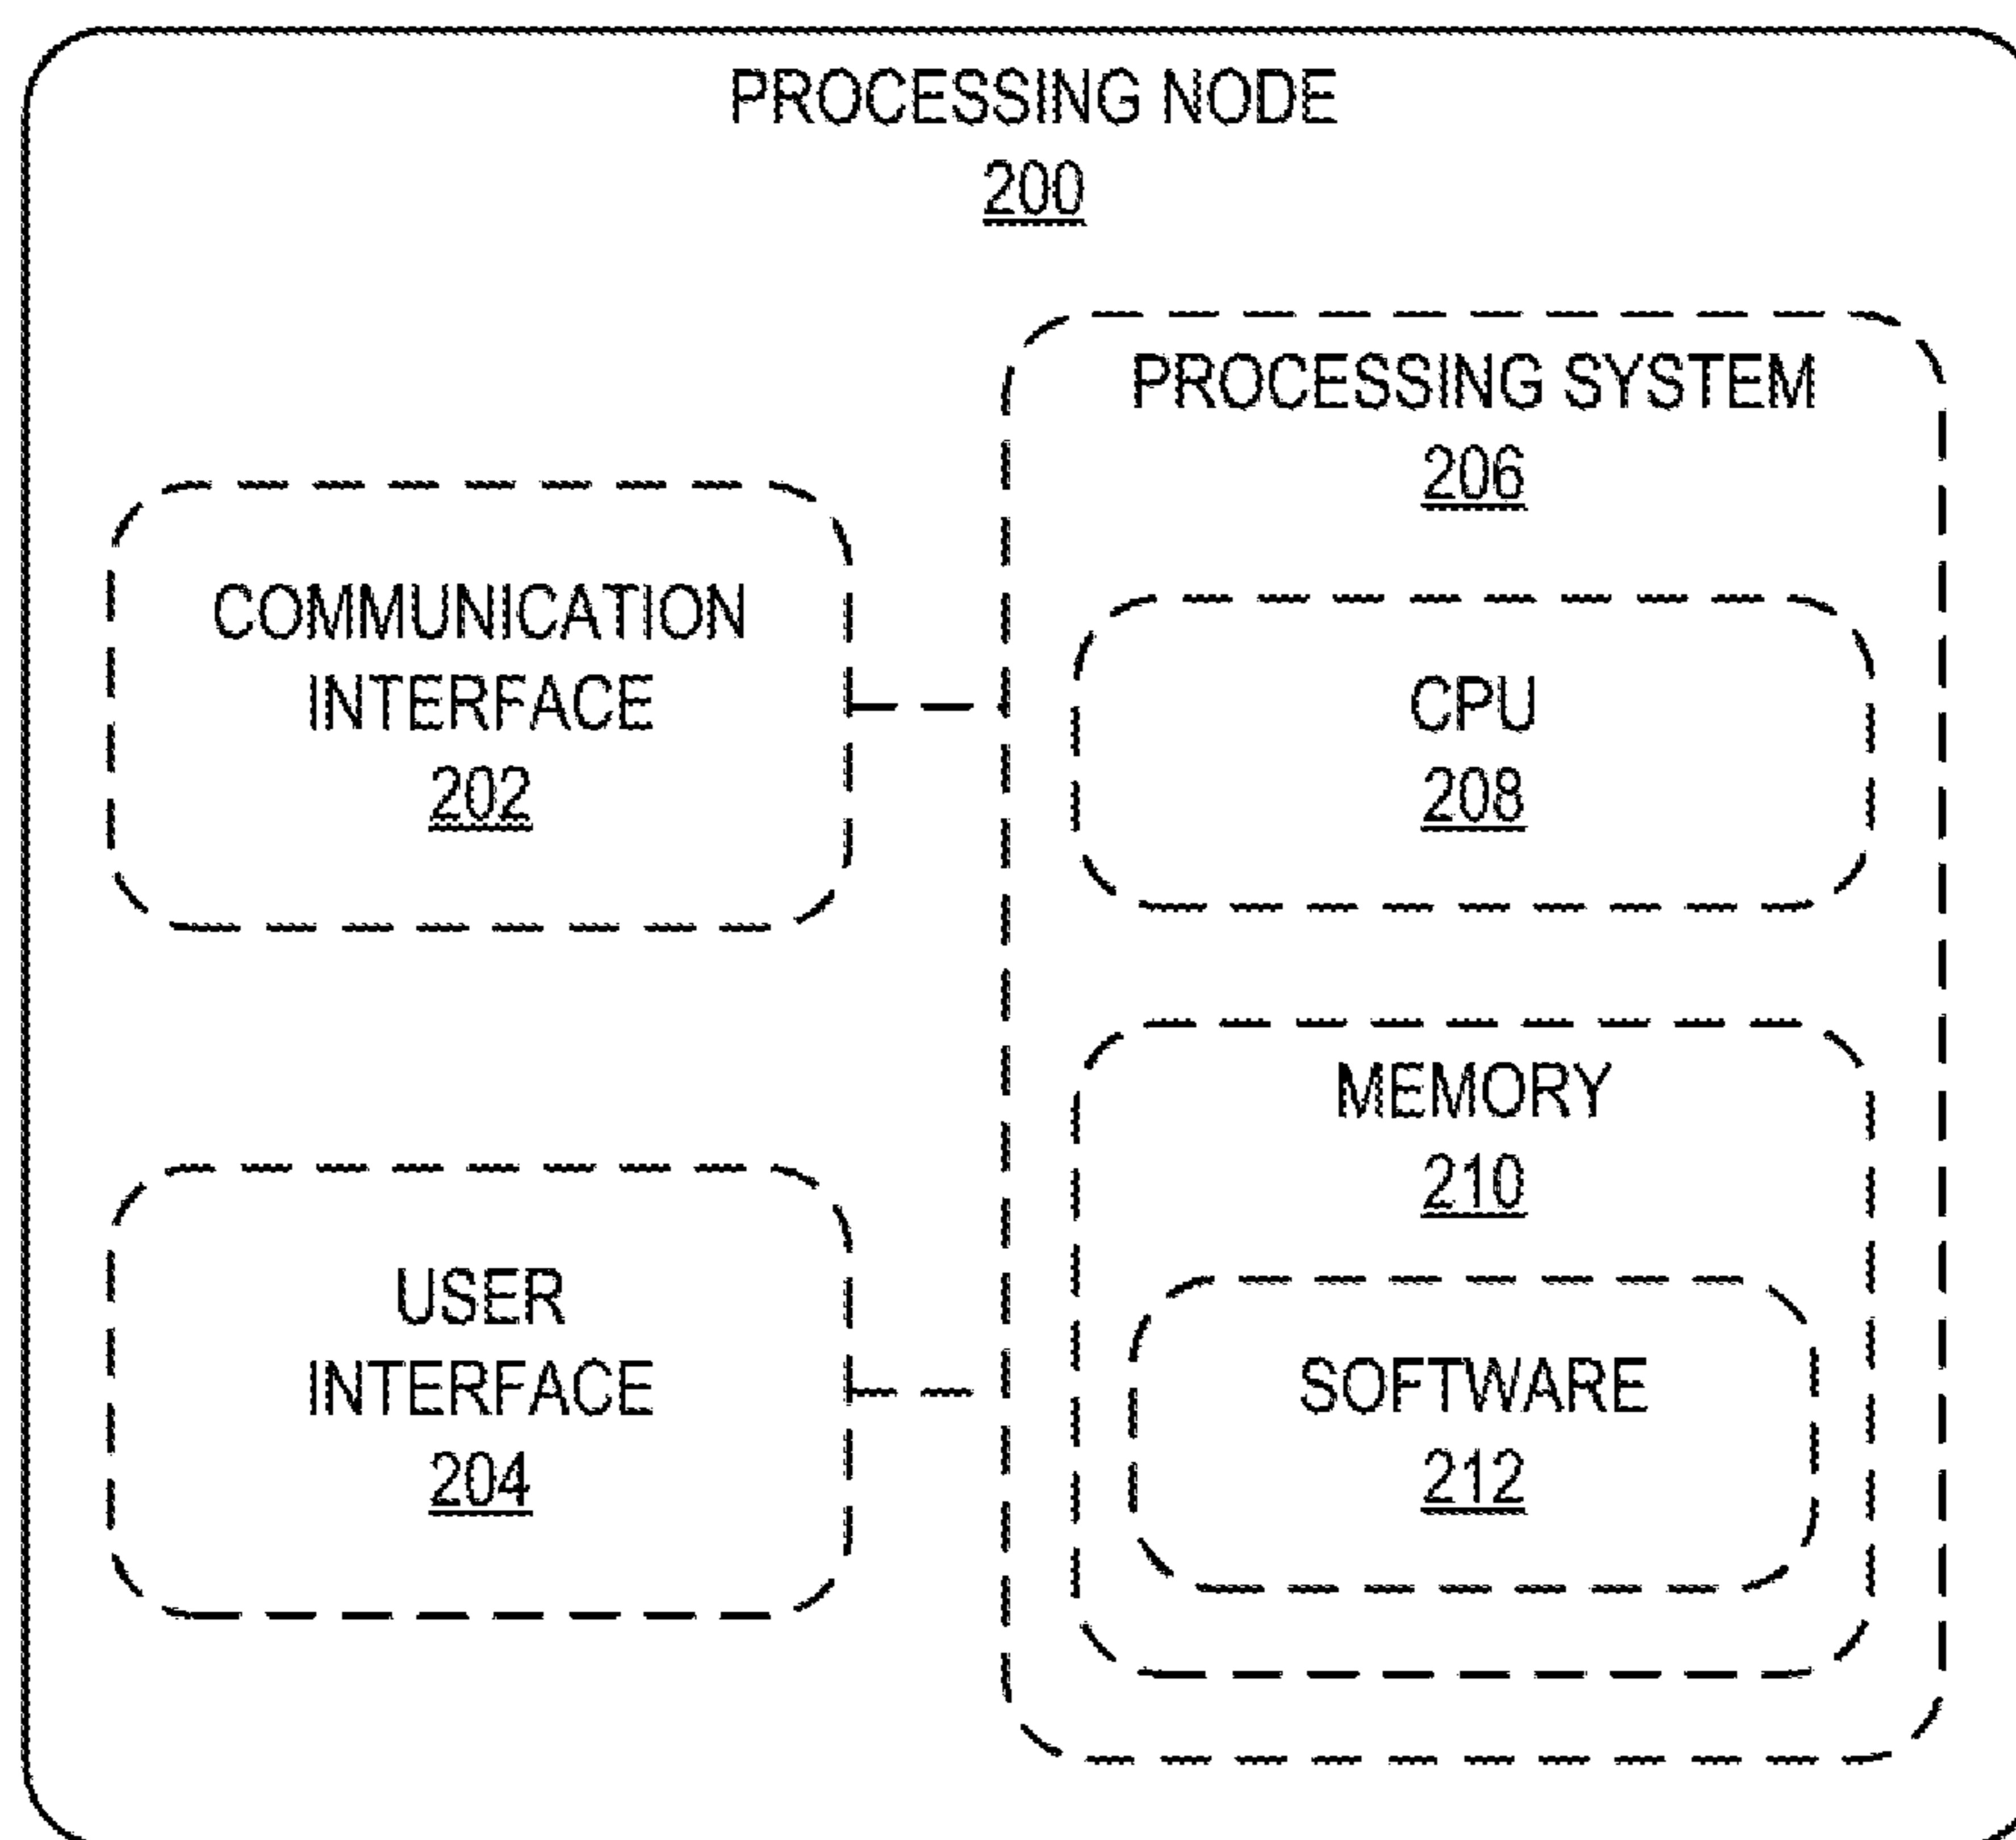 PROCESSING NODE
200
COMMUNICATION
INTERFACE
202
USER
INTERFACE
204
PROCESSING SYSTEM
206
CPU
208
MEMORY
210
SOFTWARE
212